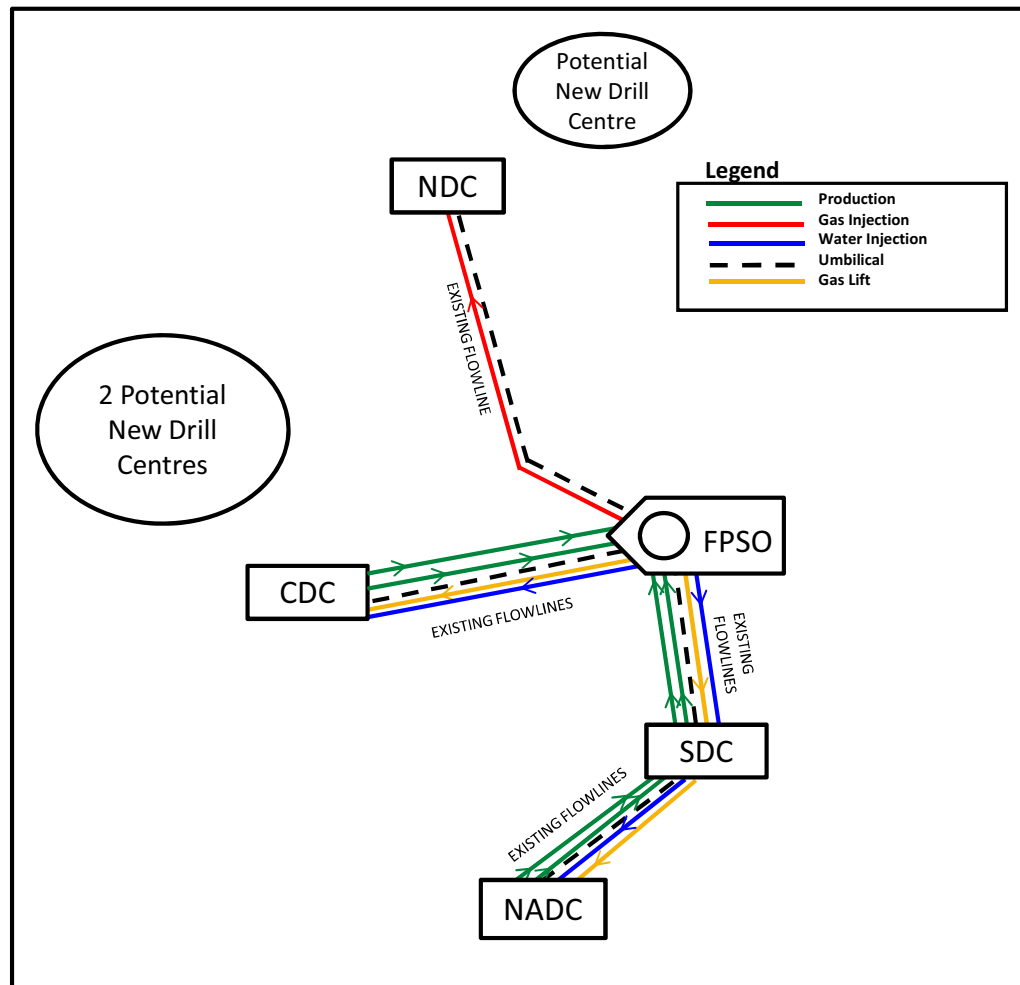 Potential
New Drill
Centre
NDC
Legend
Production
Gas Injection
Water Injection
Umbilical
Gas Lift
EXISTING FLOWLINE
2 Potential
New Drill
Centres
FPSO
CDC
EXISTING FLOWLINES
EXISTING
FLOWLINES
SDC
EXISTING FLOWLINES
NADC